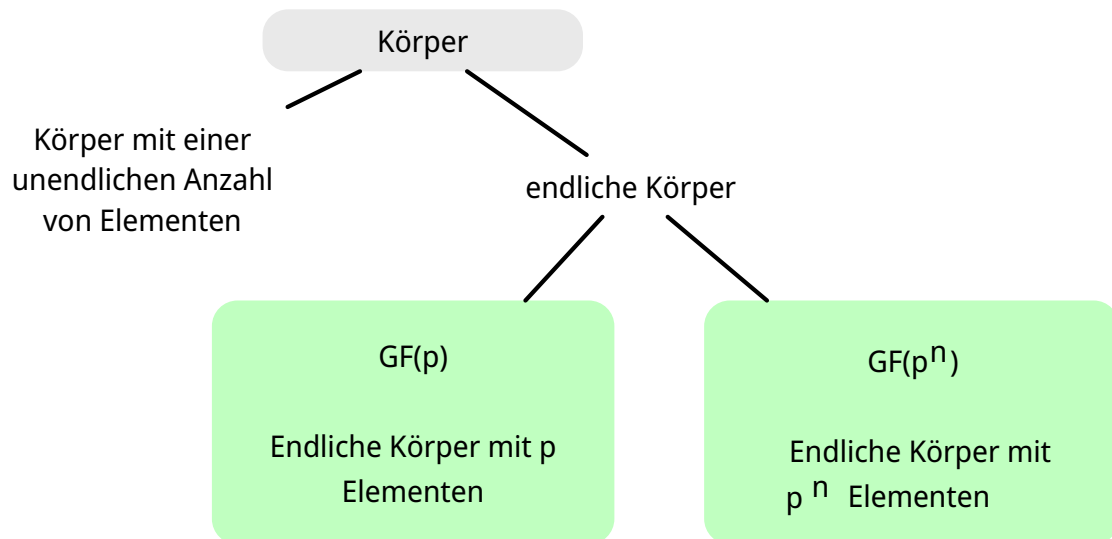 Körper
Körper mit einer
unendlichen Anzahl
von Elementen
endliche Körper
GF(p)
Endliche Körper mit p
Elementen
GF(pⁿ)
Endliche Körper mit
pⁿ Elementen